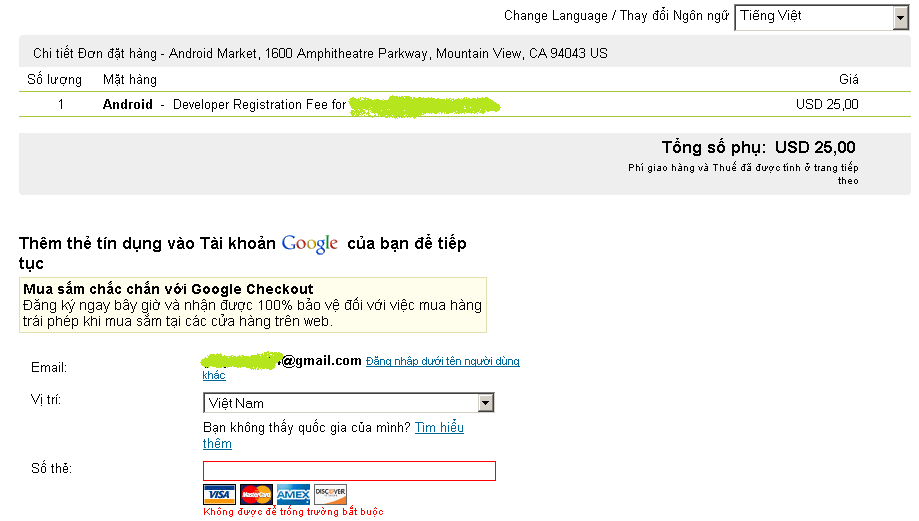 Change Language / Thay đổi Ngôn ngữ Tiếng Việt
Chi tiết Đơn đặt hàng - Android Market, 1600 Amphitheatre Parkway, Mountain View, CA 94043 US
Số lượng Mặt hàng Giá
1 Android - Developer Registration Fee for USD 25,00
Tổng số phụ: USD 25,00
Phí giao hàng và Thuế đã được tính ở trang tiếp
theo
Thêm thẻ tín dụng vào Tài khoản Google của bạn để tiếp
tục
Mua sắm chắc chắn với Google Checkout
Đăng ký ngay bây giờ và nhận được 100% bảo vệ đối với việc mua hàng
trái phép khi mua sắm tại các cửa hàng trên web.
Email: @gmail.com Đăng nhập dưới tên người dùng
khác
Vị trí: Việt Nam
Bạn không thấy quốc gia của mình? Tìm hiểu
thêm
Số thẻ:
VISA MasterCard AMEX DISCOVER
Không được để trống trường bắt buộc